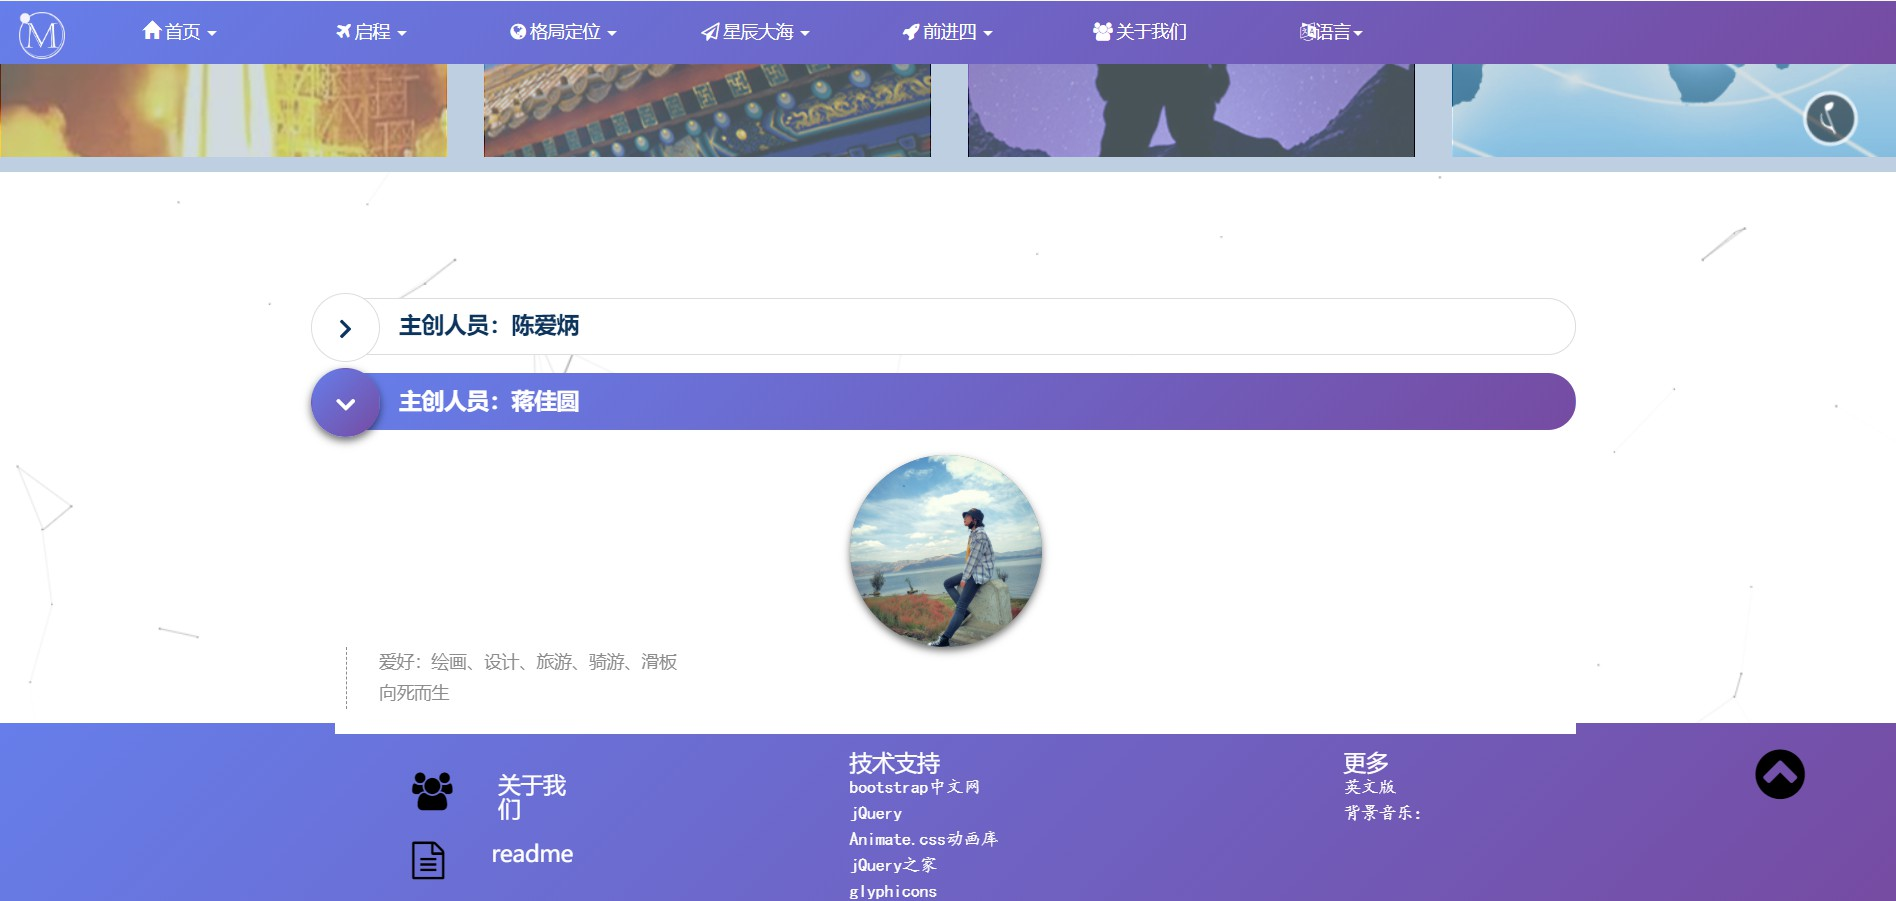 M
首页
启程
格局定位
星辰大海
前进四
关于我们
语言
主创人员：陈爱炳
主创人员：蒋佳圆
爱好：绘画、设计、旅游、骑游、滑板
向死而生
关于我
们
readme
技术支持
bootstrap中文网
jQuery
Animate.css动画库
jQuery之家
glyphicons
更多
英文版
背景音乐：